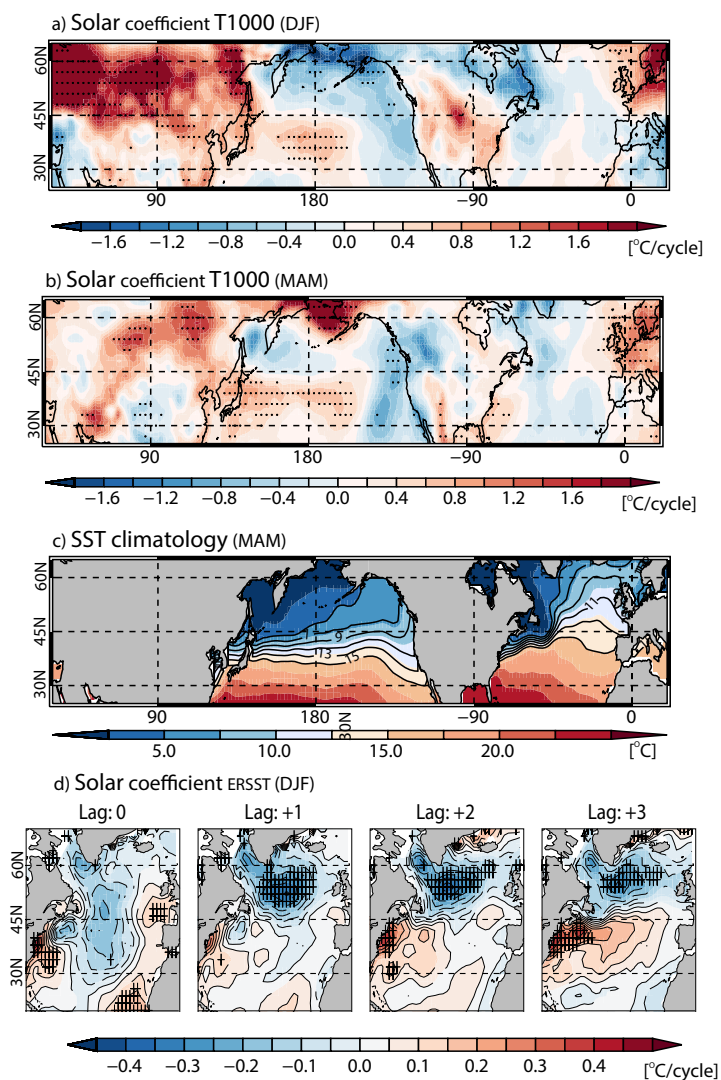 a) Solar coefficient T1000 (DJF)
60N
45N
30N
90 180 −90 0
−1.6 −1.2 −0.8 −0.4 0.0 0.4 0.8 1.2 1.6
[°C/cycle]
b) Solar coefficient T1000 (MAM)
60N
45N
30N
90 180 −90 0
−1.6 −1.2 −0.8 −0.4 0.0 0.4 0.8 1.2 1.6
[°C/cycle]
c) SST climatology (MAM)
60N
45N
30N
9
13
15
90 180 −90 0
30N
5.0 10.0 15.0 20.0
[°C]
d) Solar coefficient ERSST (DJF)
Lag: 0 Lag: +1 Lag: +2 Lag: +3
60N
45N
30N
−0.4 −0.3 −0.2 −0.1 0.0 0.1 0.2 0.3 0.4
[°C/cycle]